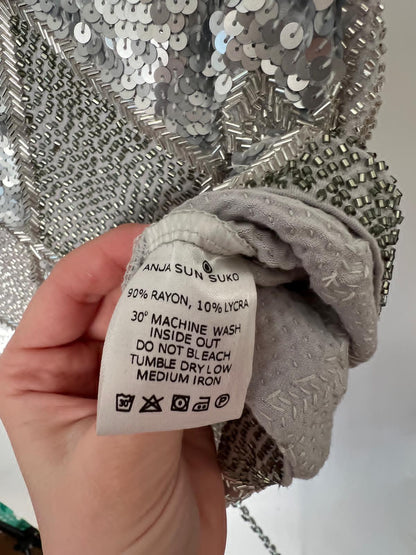 ANJA SUN SUKO
90% RAYON, 10% LYCRA
30° MACHINE WASH
INSIDE OUT
DO NOT BLEACH
TUMBLE DRY LOW
MEDIUM IRON
30° P